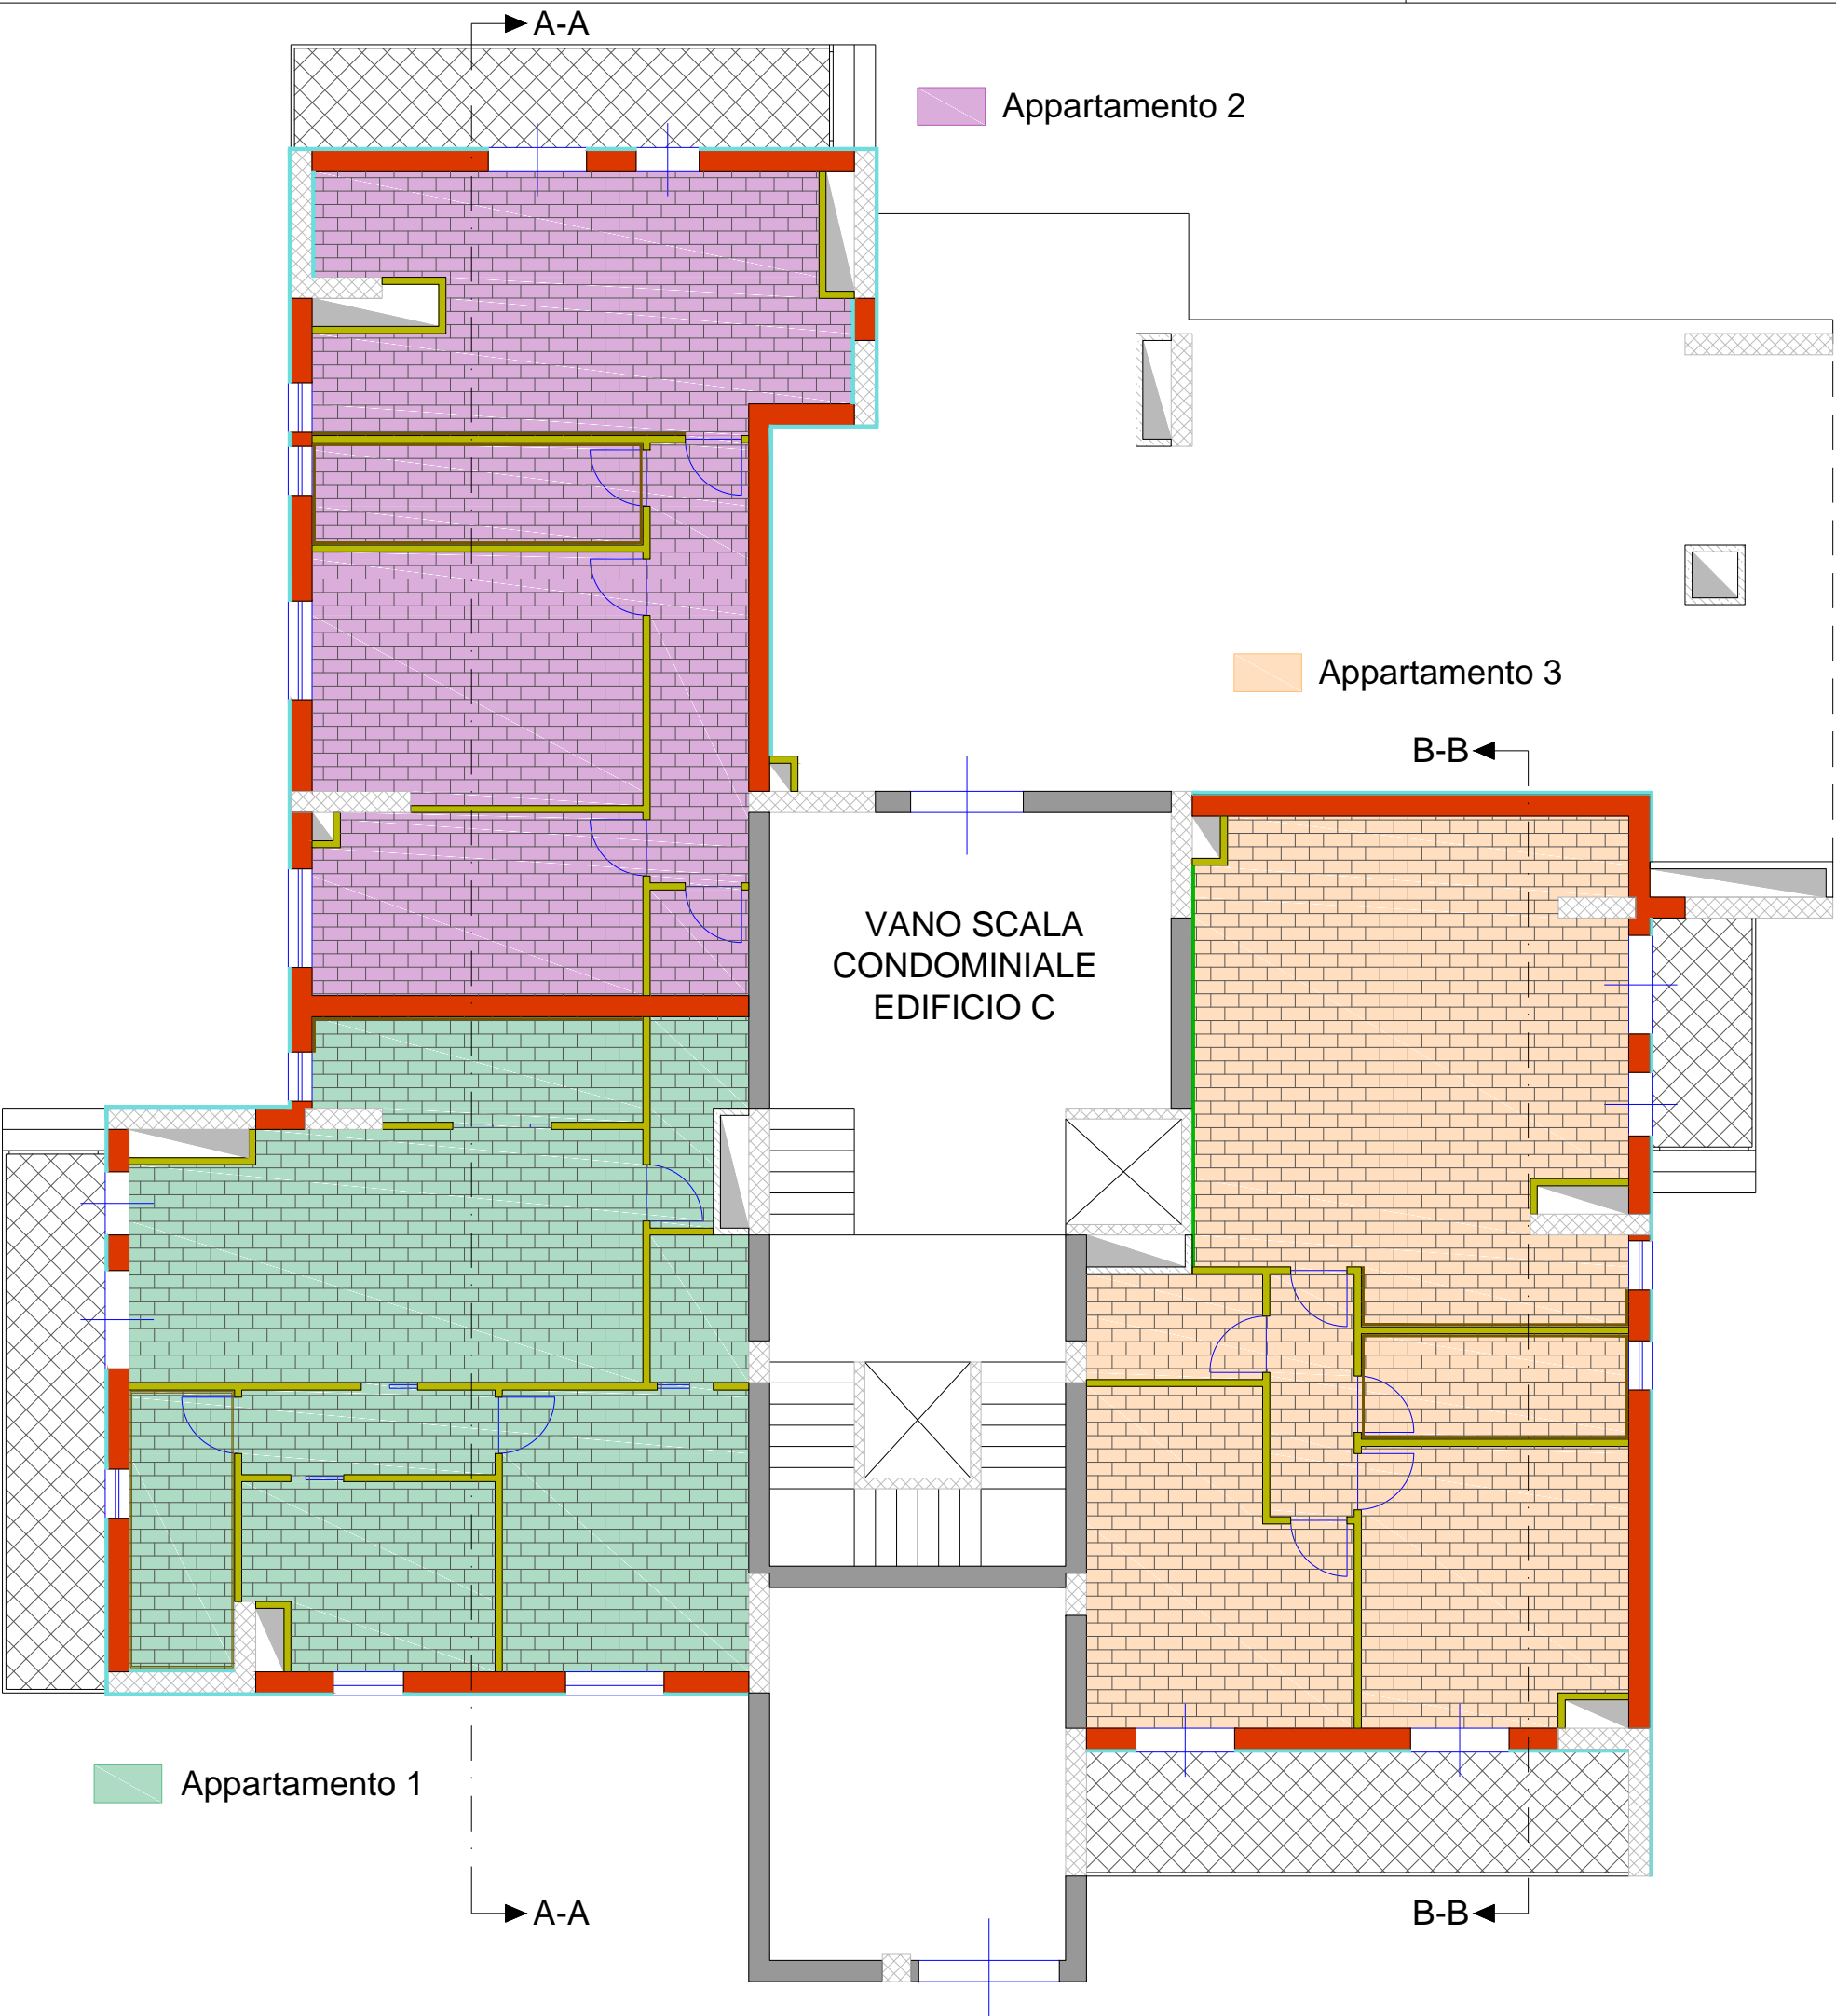 A-A
Appartamento 2
Appartamento 3
B-B
VANO SCALA
CONDOMINIALE
EDIFICIO C
Appartamento 1
A-A
B-B